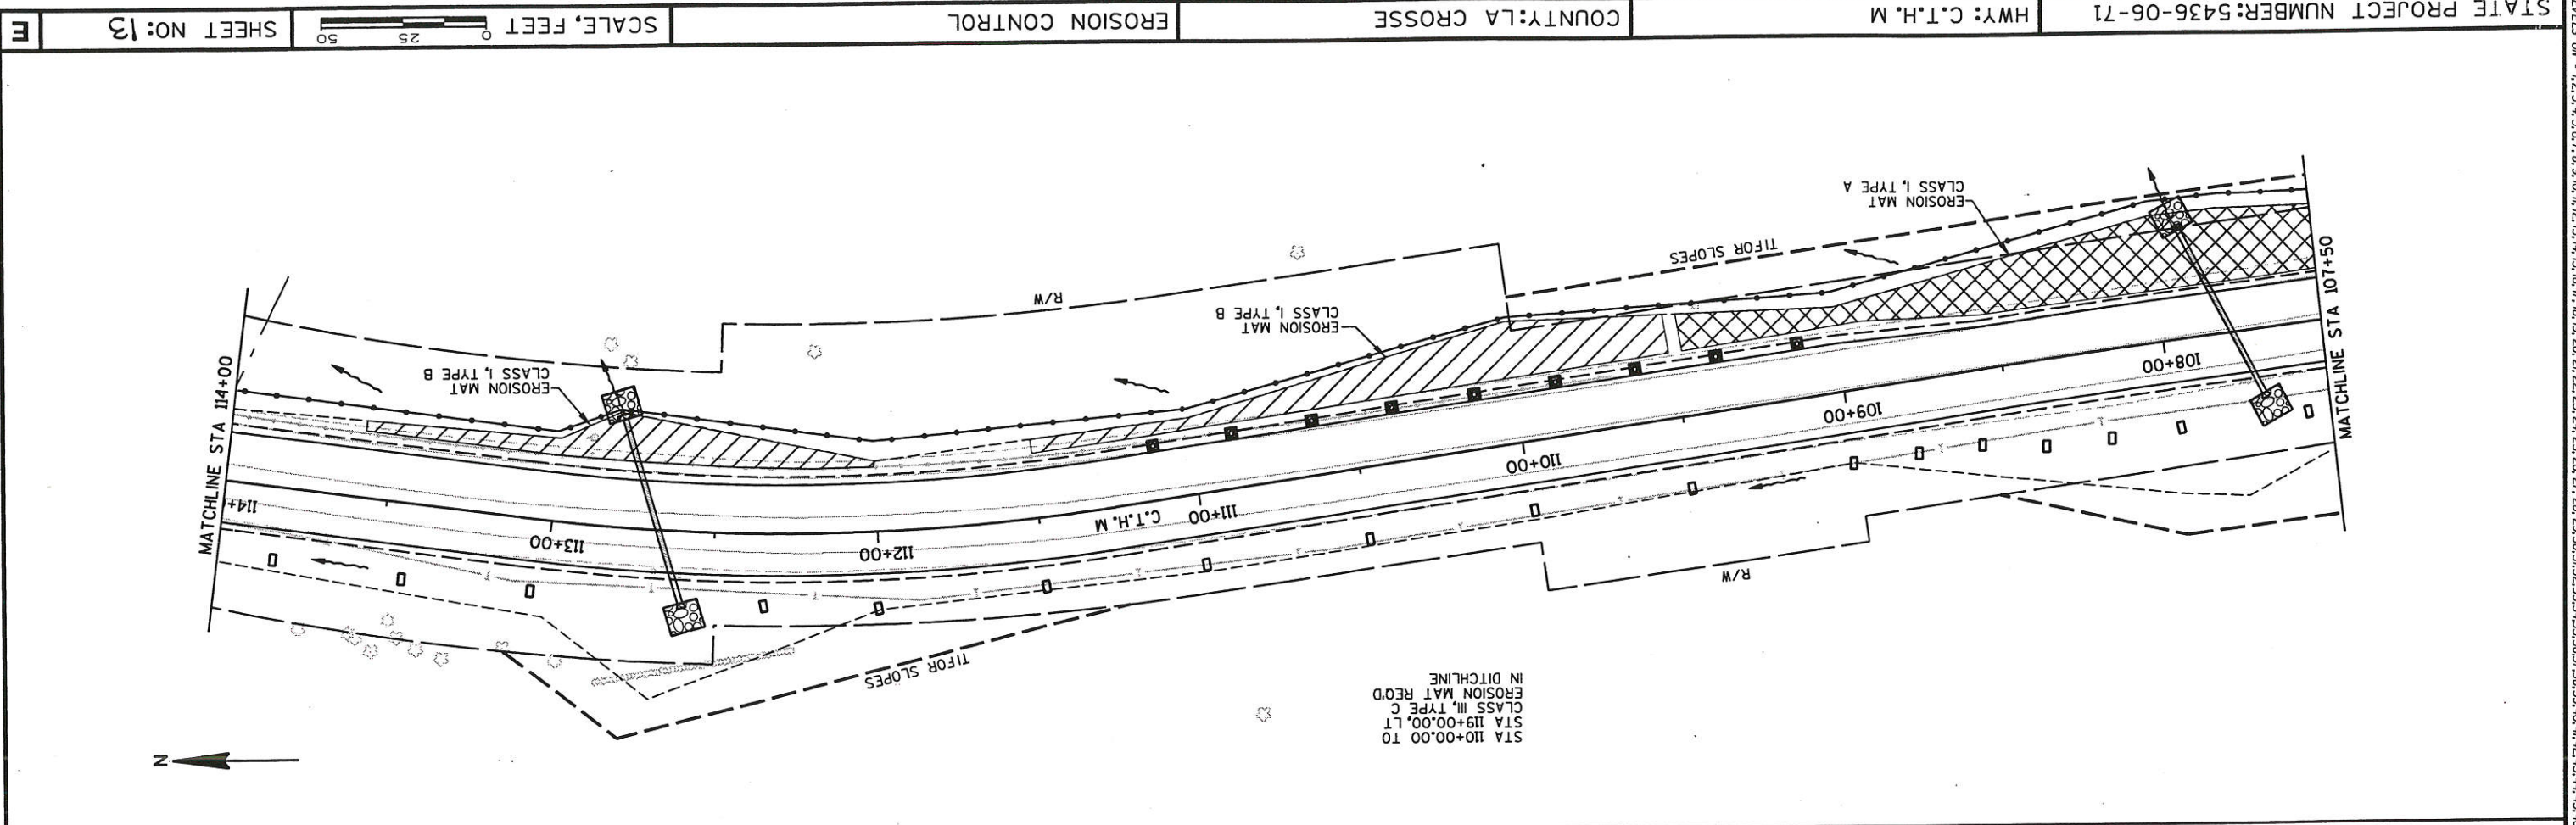 STA 110+00.00 TO
STA 119+00.00, LT
CLASS III, TYPE C
EROSION MAT REQ'D
IN DITCHLINE
N
TIFOR SLOPES
R/W
MATCHLINE STA 107+50
108+00
109+00
110+00
111+00
C.T.H. M
112+00
113+00
114+
MATCHLINE STA 114+00
EROSION MAT
CLASS I, TYPE A
TIFOR SLOPES
EROSION MAT
CLASS I, TYPE B
R/W
EROSION MAT
CLASS I, TYPE B
STATE PROJECT NUMBER: 5436-06-71
HWY: C.T.H. M
COUNTY: LA CROSSE
EROSION CONTROL
SCALE, FEET
0 25 50
SHEET NO: 13
E